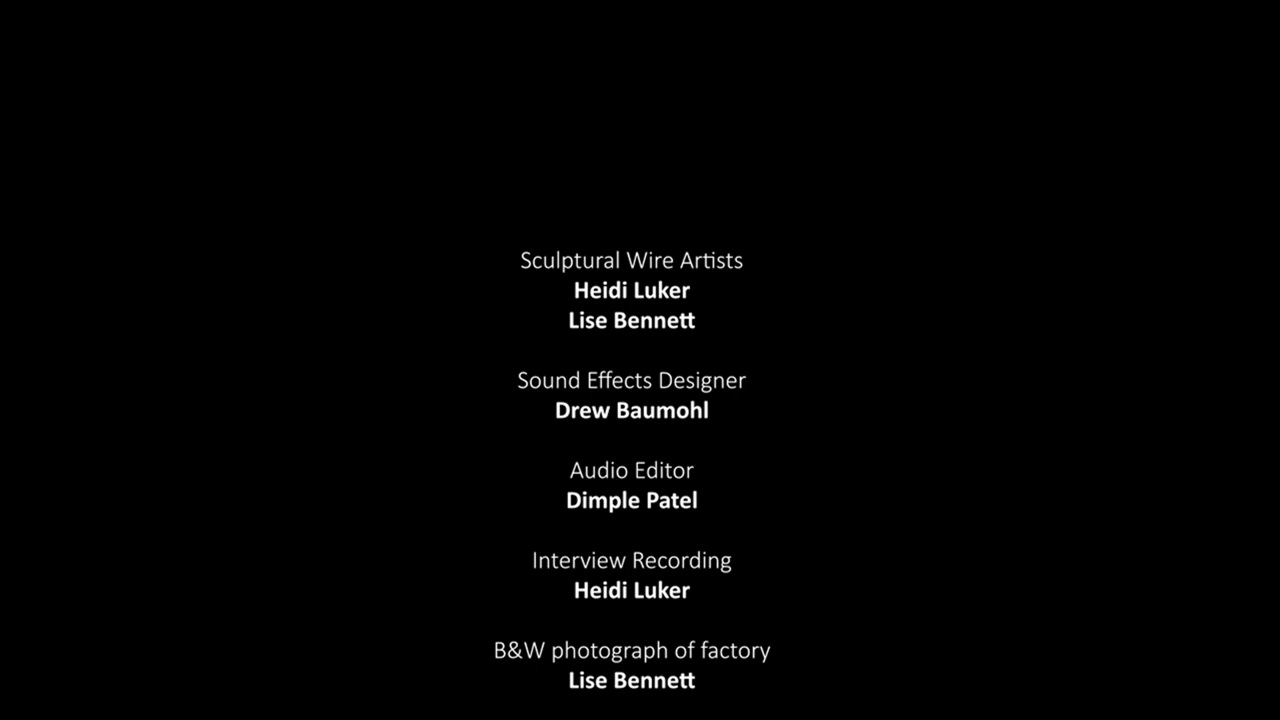 Sculptural Wire Artists
Heidi Luker
Lise Bennett
Sound Effects Designer
Drew Baumohl
Audio Editor
Dimple Patel
Interview Recording
Heidi Luker
B&W photograph of factory
Lise Bennett